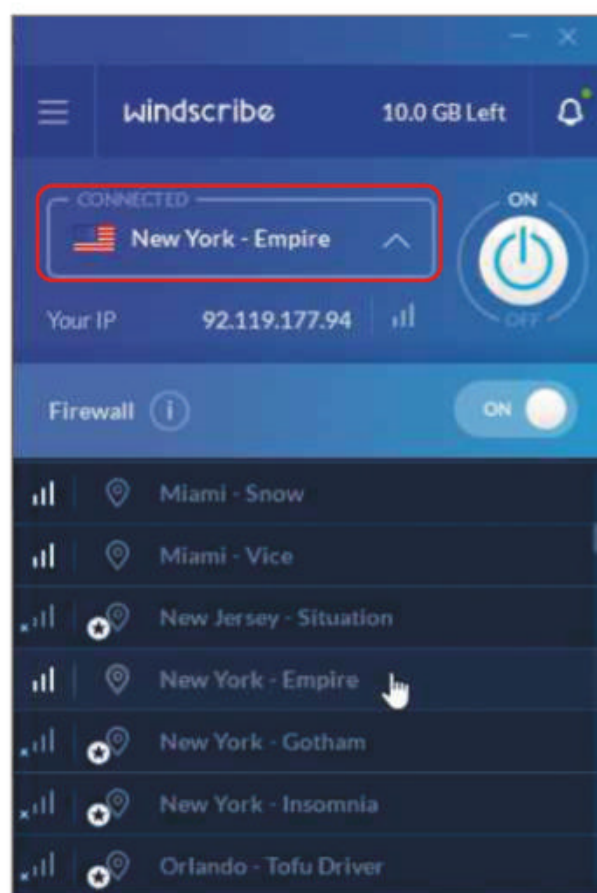 windscribe 10.0 GB Left
CONNECTED ON
New York - Empire
Your IP 92.119.177.94 OFF
Firewall i ON
Miami - Snow
Miami - Vice
New Jersey - Situation
New York - Empire
New York - Gotham
New York - Insomnia
Orlando - Tofu Driver